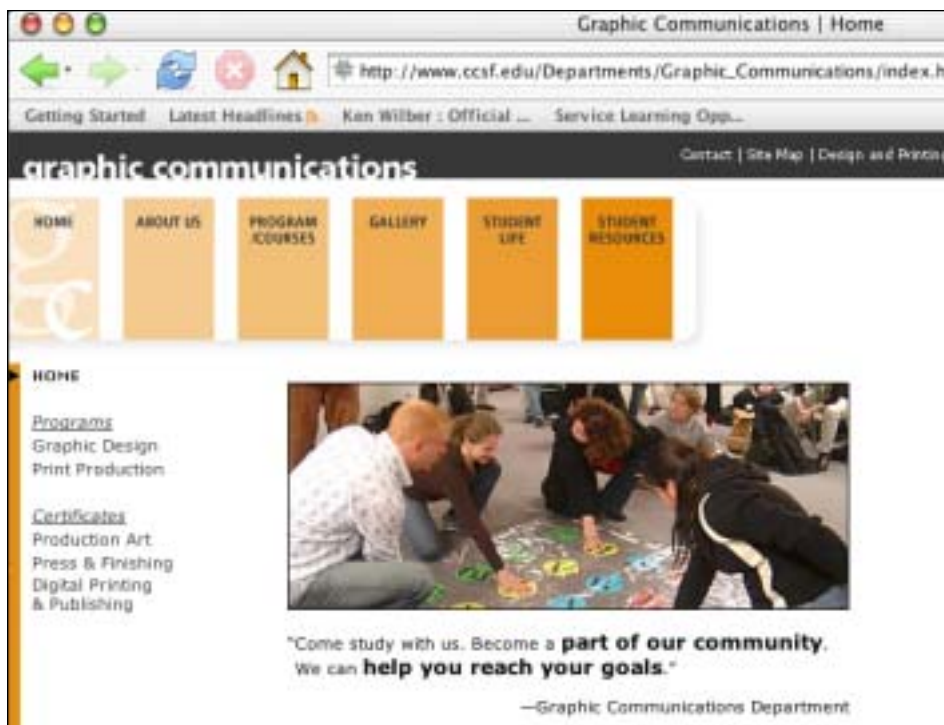 Graphic Communications | Home
http://www.ccsf.edu/Departments/Graphic_Communications/index.h
Getting Started Latest Headlines Ken Wilber : Official ... Service Learning Opp...
graphic communications
Contact | Site Map | Design and Printing
HOME
ABOUT US
PROGRAM
/COURSES
GALLERY
STUDENT
LIFE
STUDENT
RESOURCES
HOME
Programs
Graphic Design
Print Production
Certificates
Production Art
Press & Finishing
Digital Printing
& Publishing
"Come study with us. Become a part of our community.
We can help you reach your goals."
—Graphic Communications Department